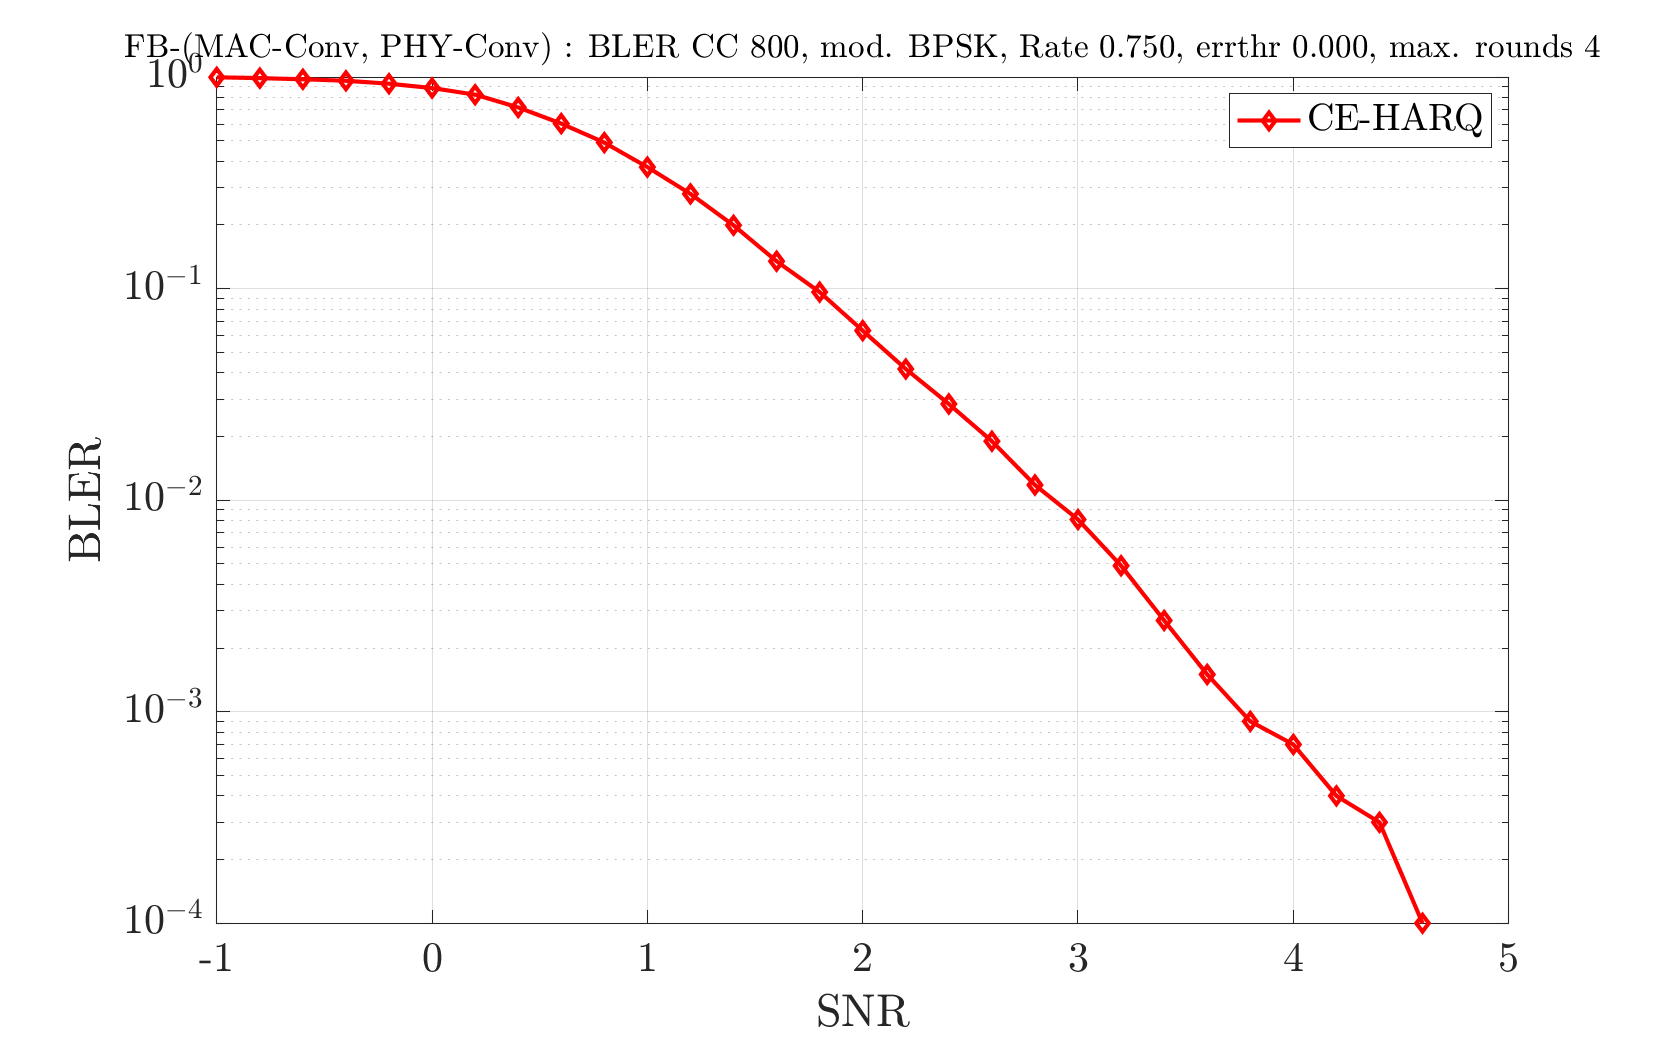 FB-(MAC-Conv, PHY-Conv) : BLER CC 800, mod. BPSK, Rate 0.750, errthr 0.000, max. rounds 4
CE-HARQ
BLER
10^0
10^{-1}
10^{-2}
10^{-3}
10^{-4}
-1 0 1 2 3 4 5
SNR